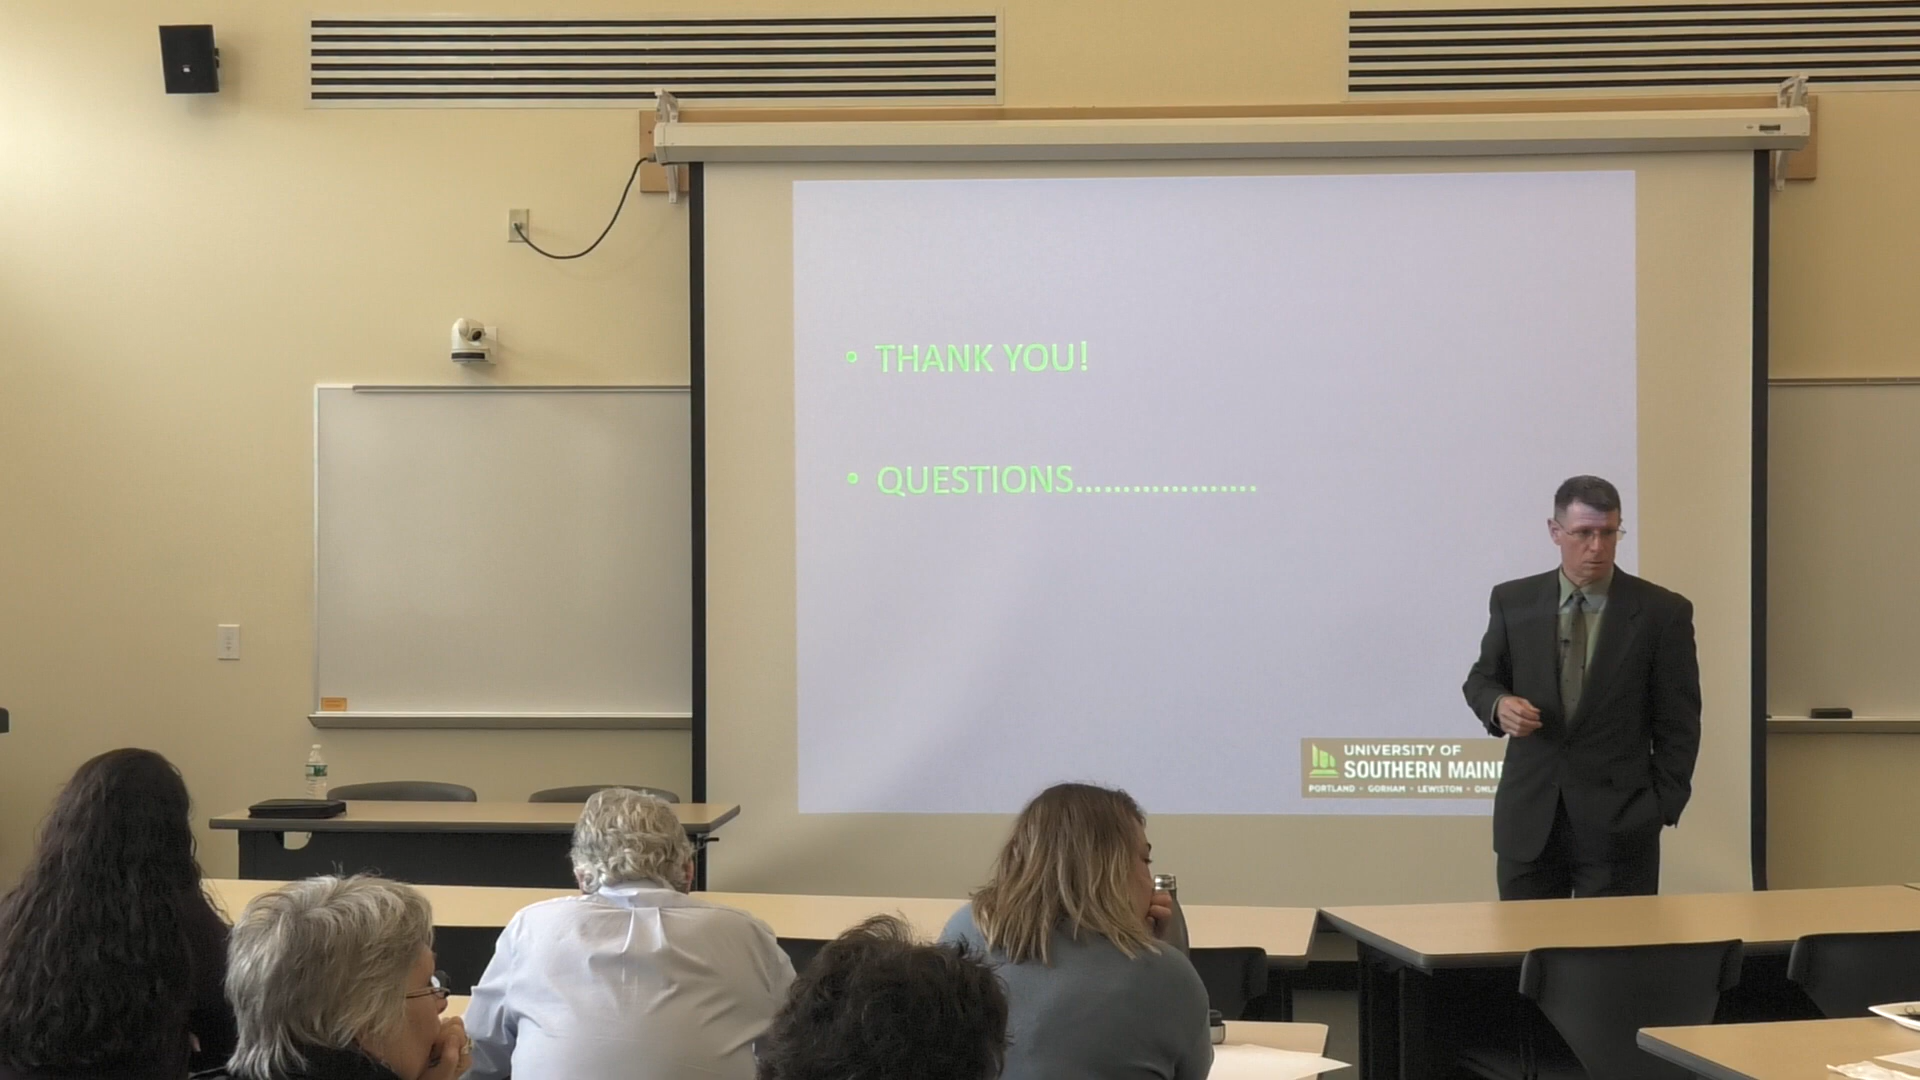 • THANK YOU!
• QUESTIONS...................
UNIVERSITY OF
SOUTHERN MAINE
PORTLAND • GORHAM • LEWISTON •